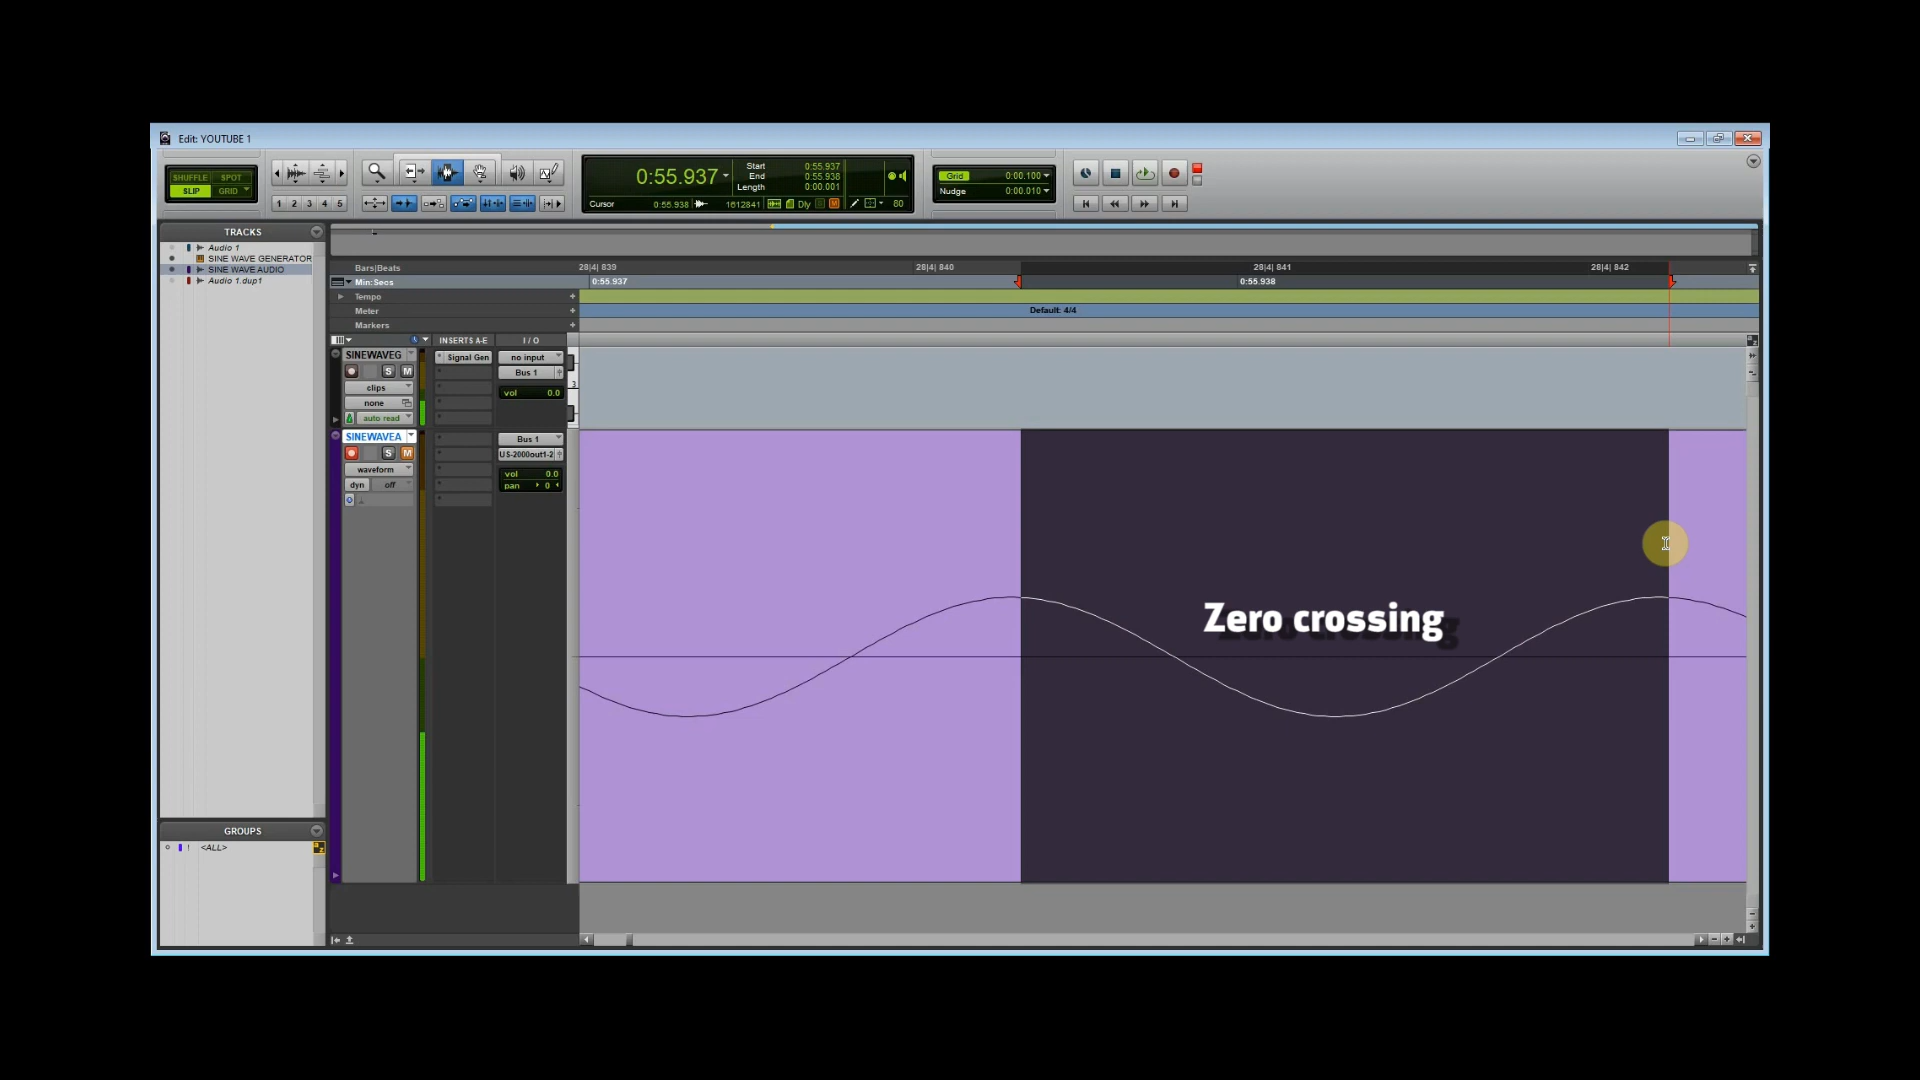 Edit: YOUTUBE 1
SHUFFLE SPOT
SLIP GRID
1 2 3 4 5
0:55.937
Start 0:55.937
End 0:55.938
Length 0:00.001
Cursor 0:55.938 1612841 Dly M 80
Grid 0:00.100
Nudge 0:00.010
TRACKS
Audio 1
SINE WAVE GENERATOR
SINE WAVE AUDIO
Audio 1.dup1
Bars|Beats 28|4| 839 28|4| 840 28|4| 841 28|4| 842
Min:Secs 0:55.937 0:55.938
Tempo
Meter Default: 4/4
Markers
INSERTS A-E I / O
SINEWAVEG Signal Gen no input
S M Bus 1
clips vol 0.0
none
auto read
3
SINEWAVEA Bus 1
S M US-2000out1-2
waveform vol 0.0
dyn off pan 0
Zero crossing
GROUPS
! <ALL>